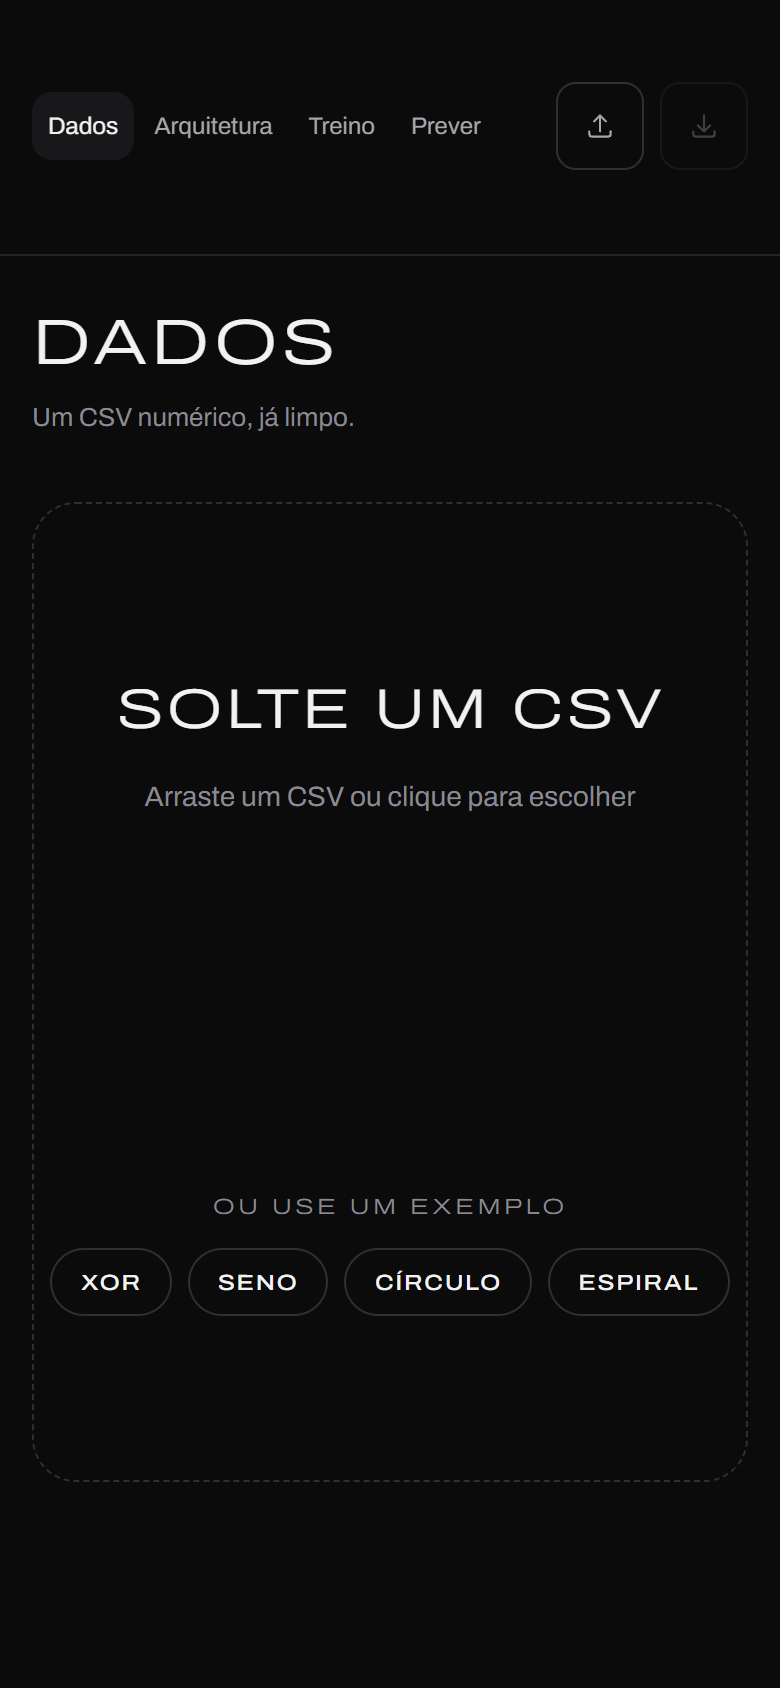 Dados Arquitetura Treino Prever
DADOS
Um CSV numérico, já limpo.
SOLTE UM CSV
Arraste um CSV ou clique para escolher
OU USE UM EXEMPLO
XOR SENO CÍRCULO ESPIRAL